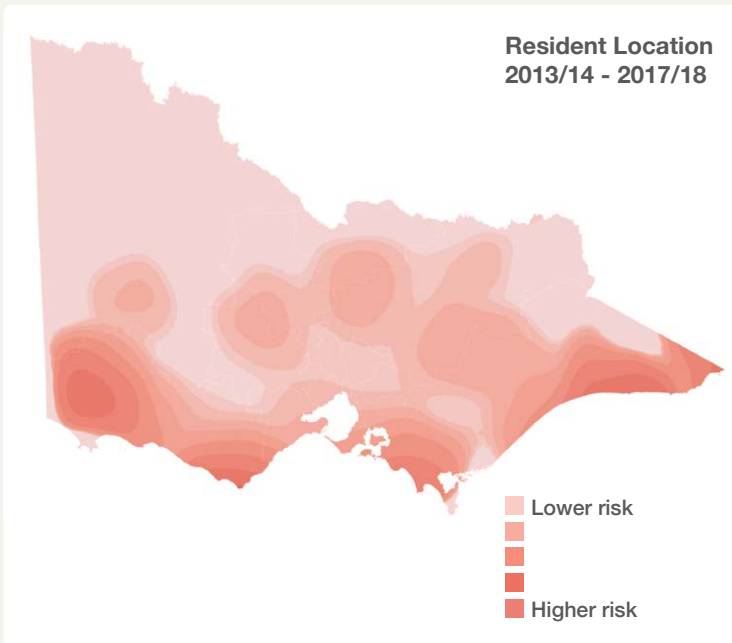 Resident Location
2013/14 - 2017/18
Lower risk
Higher risk